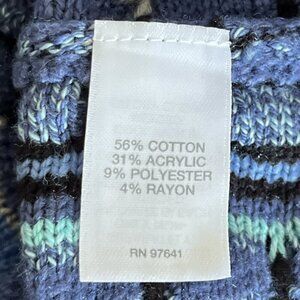 56% COTTON
31% ACRYLIC
9% POLYESTER
4% RAYON
RN 97641